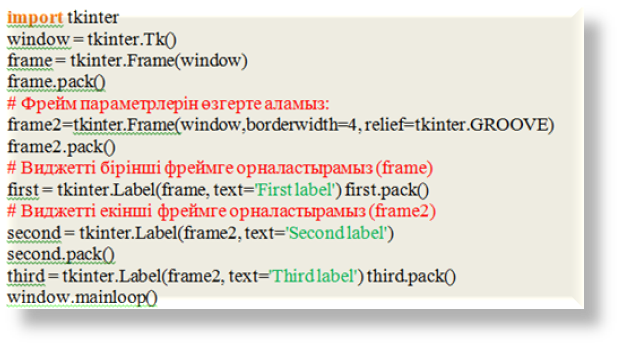 import tkinter
window = tkinter.Tk()
frame = tkinter.Frame(window)
frame.pack()
# Фрейм параметрлерін өзгерте аламыз:
frame2=tkinter.Frame(window,borderwidth=4, relief=tkinter.GROOVE)
frame2.pack()
# Виджетті бірінші фреймге орналастырамыз (frame)
first = tkinter.Label(frame, text='First label') first.pack()
# Виджетті екінші фреймге орналастырамыз (frame2)
second = tkinter.Label(frame2, text='Second label')
second.pack()
third = tkinter.Label(frame2, text='Third label') third.pack()
window.mainloop()